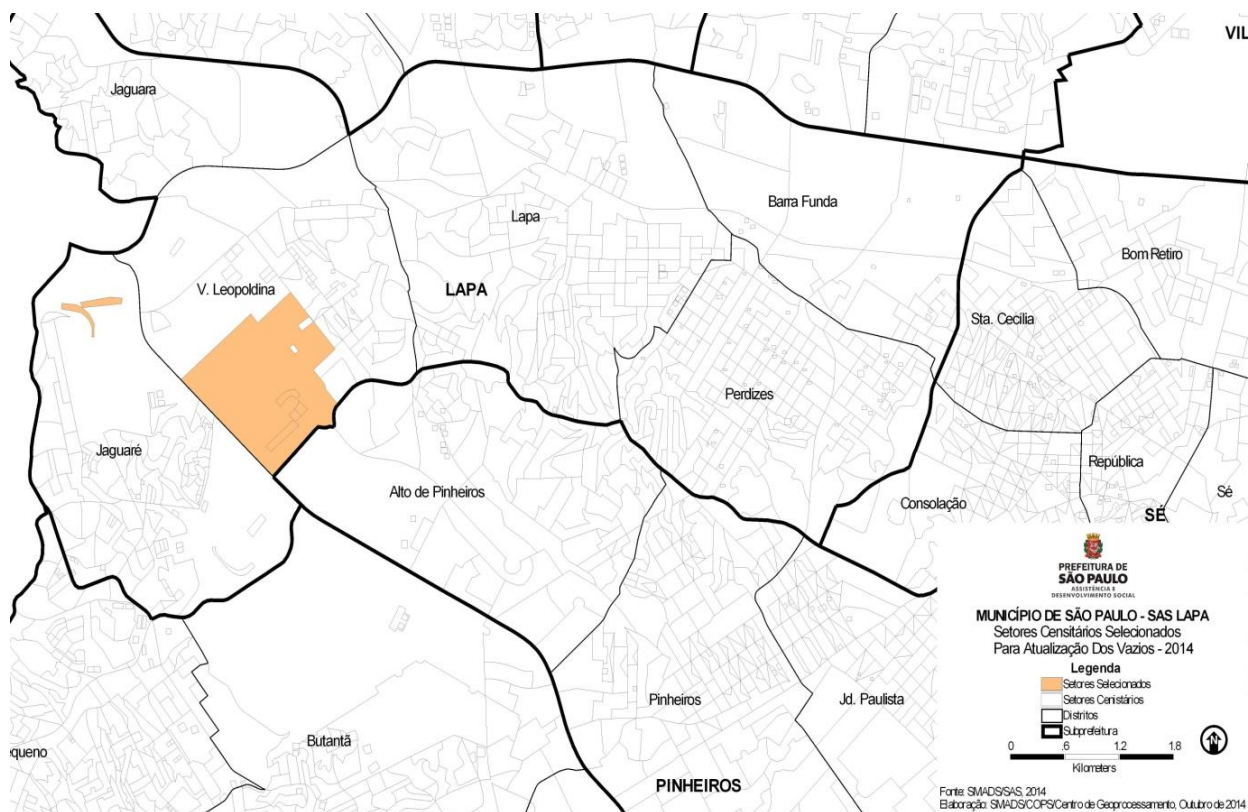 VIL
Jaguara
Lapa
Barra Funda
Bom Retiro
V. Leopoldina
LAPA
Sta. Cecilia
Perdizes
Jaguaré
República
Alto de Pinheiros
Consolação
Sé
SÉ
Pinheiros
Jd. Paulista
Butantã
equeno
PINHEIROS
PREFEITURA DE
SÃO PAULO
ASSISTÊNCIA E
DESENVOLVIMENTO SOCIAL
MUNICÍPIO DE SÃO PAULO - SAS LAPA
Setores Censitários Selecionados
Para Atualização Dos Vazios - 2014
Legenda
Setores Selecionados
Setores Cenistários
Distritos
Subprefeitura
0 .6 1.2 1.8
Kilometers
N
Fonte: SMADS/SAS, 2014
Elaboração: SMADS/COPS/Centro de Geoprocessamento, Outubro de 2014